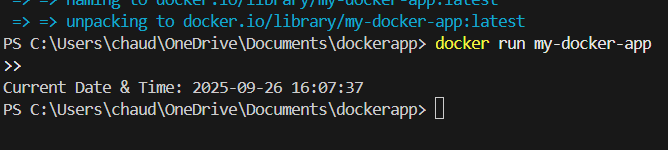 => => naming to docker.io/library/my-docker-app:latest
=> => unpacking to docker.io/library/my-docker-app:latest
PS C:\Users\chaud\OneDrive\Documents\dockerapp> docker run my-docker-app
>>
Current Date & Time: 2025-09-26 16:07:37
PS C:\Users\chaud\OneDrive\Documents\dockerapp>